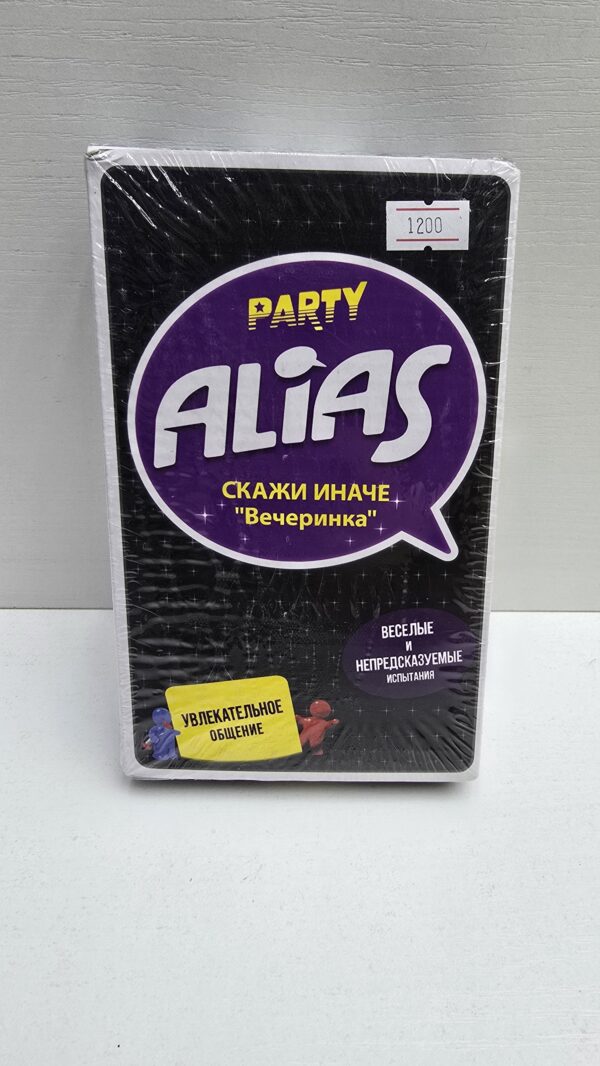 1200
PARTY
ALiAS
СКАЖИ ИНАЧЕ
"Вечеринка"
ВЕСЕЛЫЕ
И
НЕПРЕДСКАЗУЕМЫЕ
ИСПЫТАНИЯ
УВЛЕКАТЕЛЬНОЕ
ОБЩЕНИЕ